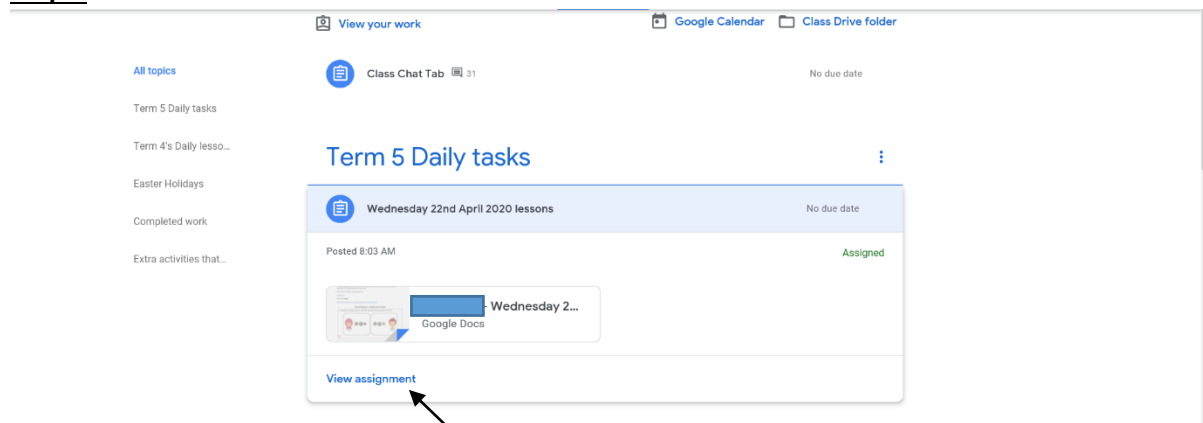 View your work
Google Calendar
Class Drive folder
All topics
Class Chat Tab 31
No due date
Term 5 Daily tasks
Term 4's Daily lesso...
Easter Holidays
Completed work
Extra activities that...
Term 5 Daily tasks
Wednesday 22nd April 2020 lessons
No due date
Posted 8:03 AM
Assigned
- Wednesday 2...
Google Docs
View assignment